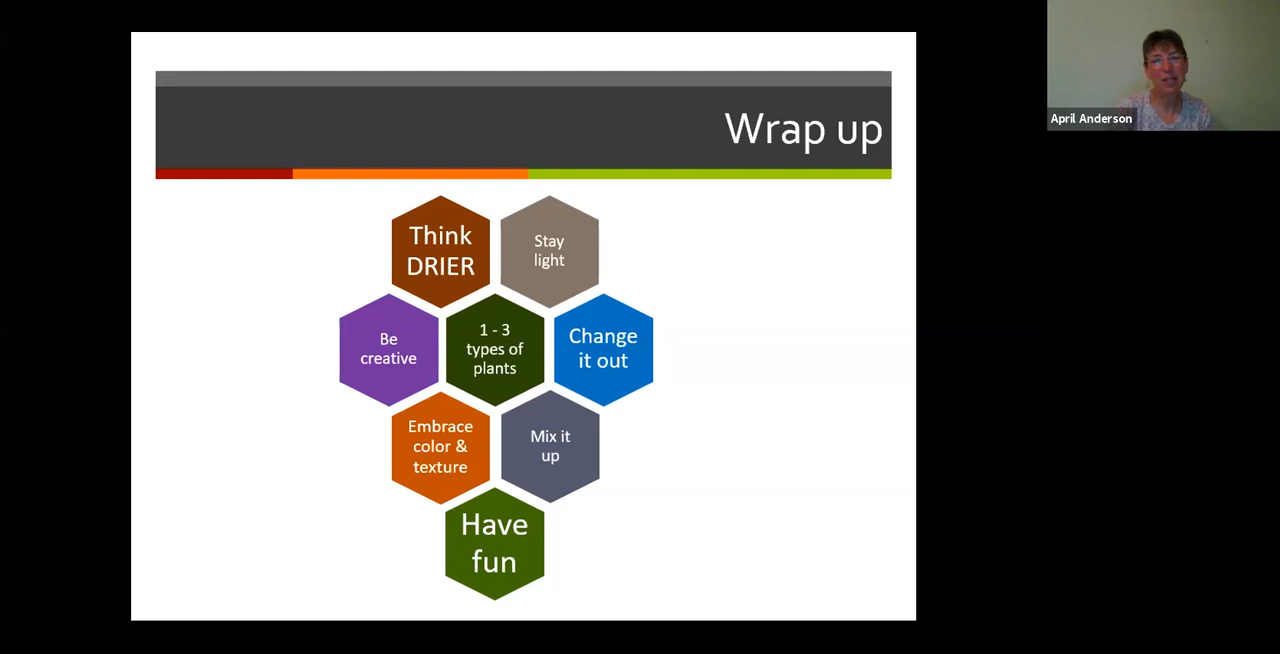 Wrap up
Think
DRIER
Stay
light
Be
creative
1 - 3
types of
plants
Change
it out
Embrace
color &
texture
Mix it
up
Have
fun
April Anderson